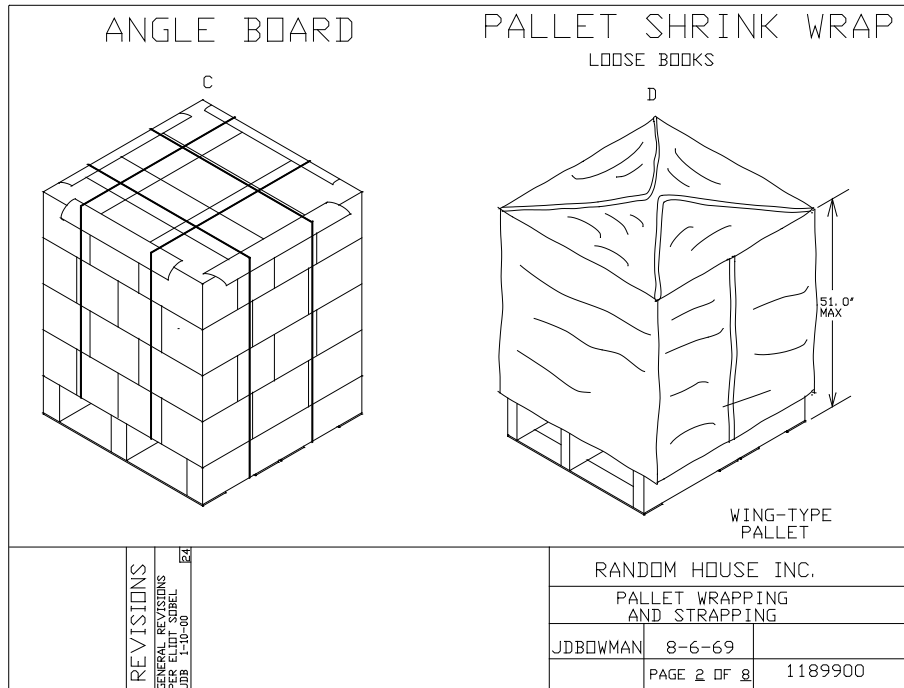 ANGLE BOARD
C
PALLET SHRINK WRAP
LOOSE BOOKS
D
51.0"
MAX
WING-TYPE
PALLET
REVISIONS
GENERAL REVISIONS
PER ELIOT SOBEL
JDB 1-10-00
24
RANDOM HOUSE INC.
PALLET WRAPPING
AND STRAPPING
JDBOWMAN 8-6-69
PAGE 2 OF 8 1189900